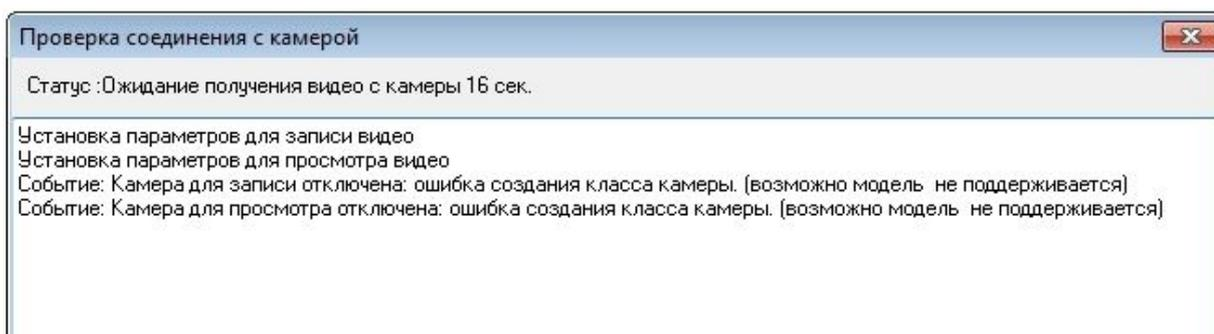 Проверка соединения с камерой
Статус :Ожидание получения видео с камеры 16 сек.
Установка параметров для записи видео
Установка параметров для просмотра видео
Событие: Камера для записи отключена: ошибка создания класса камеры. (возможно модель  не поддерживается)
Событие: Камера для просмотра отключена: ошибка создания класса камеры. (возможно модель  не поддерживается)